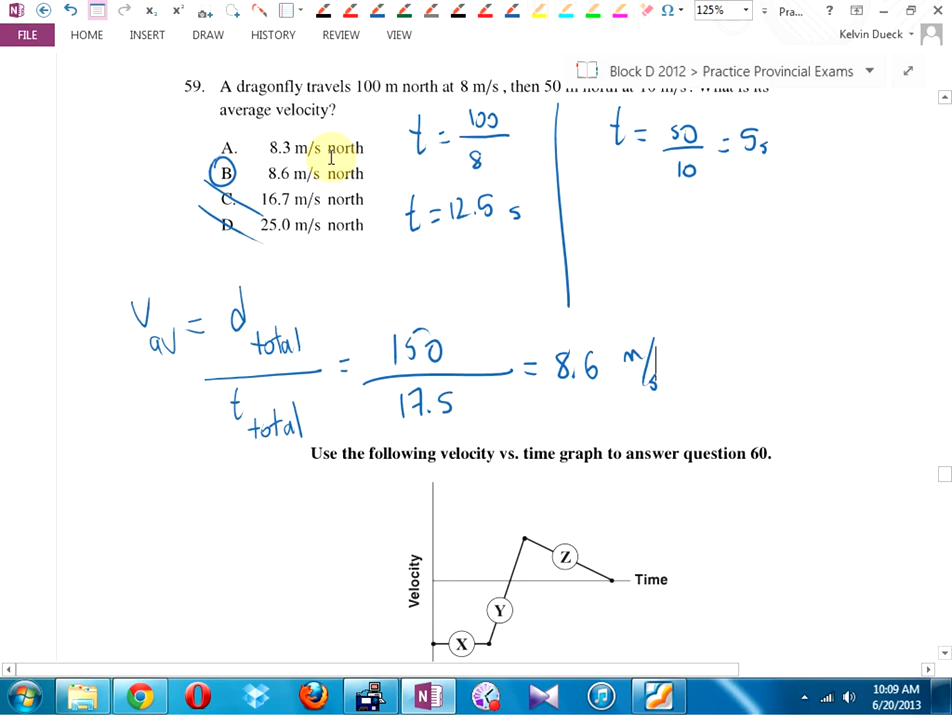 125%
Pra...
?
FILE
HOME
INSERT
DRAW
HISTORY
REVIEW
VIEW
Kelvin Dueck
Block D 2012 > Practice Provincial Exams
59. A dragonfly travels 100 m north at 8 m/s, then 50
average velocity?
A. 8.3 m/s north
B 8.6 m/s north
C. 16.7 m/s north
D. 25.0 m/s north
t = 100/8
t = 12.5 s
t = 50/10 = 5s
Vav = d total / t total = 150/17.5 = 8.6 m/s
Use the following velocity vs. time graph to answer question 60.
Velocity
Time
X
Y
Z
10:09 AM
6/20/2013